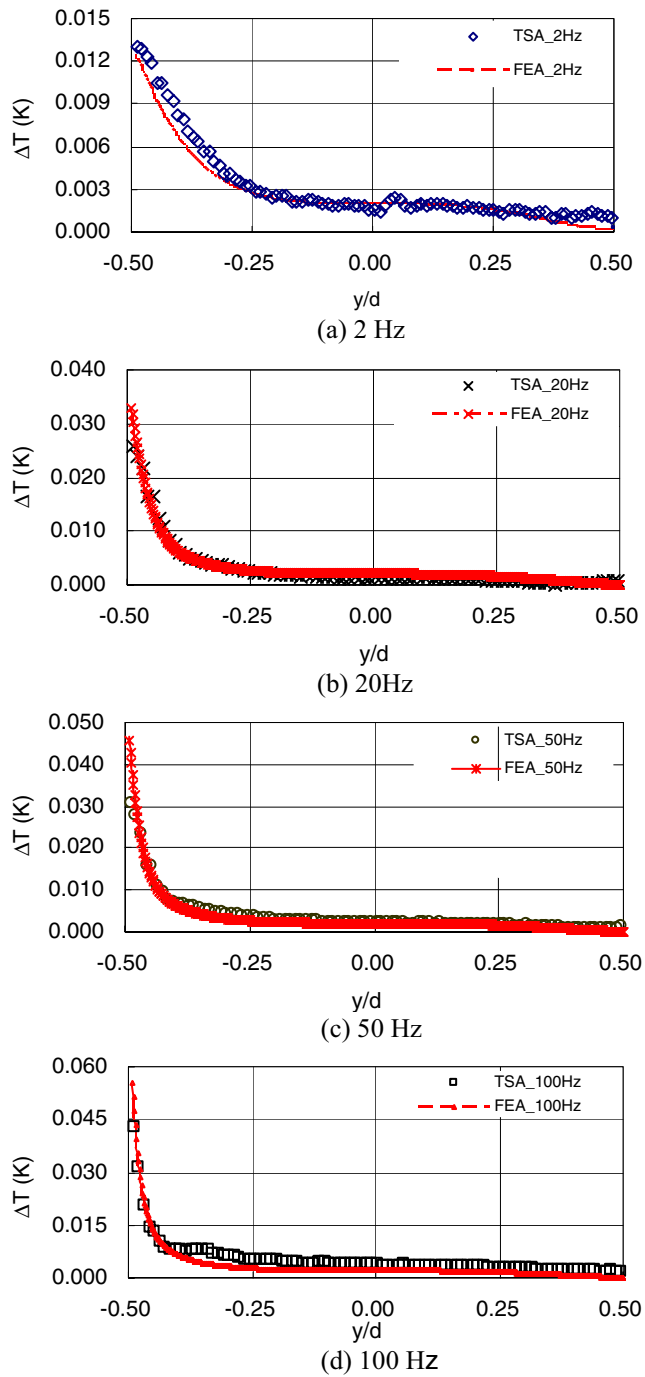 0.015
0.012
0.009
0.006
0.003
0.000
ΔT (K)
TSA_2Hz
FEA_2Hz
-0.50 -0.25 0.00 0.25 0.50
y/d
(a) 2 Hz
0.040
0.030
0.020
0.010
0.000
ΔT (K)
TSA_20Hz
FEA_20Hz
-0.50 -0.25 0.00 0.25 0.50
y/d
(b) 20Hz
0.050
0.040
0.030
0.020
0.010
0.000
ΔT (K)
TSA_50Hz
FEA_50Hz
-0.50 -0.25 0.00 0.25 0.50
y/d
(c) 50 Hz
0.060
0.045
0.030
0.015
0.000
ΔT (K)
TSA_100Hz
FEA_100Hz
-0.50 -0.25 0.00 0.25 0.50
y/d
(d) 100 Hz